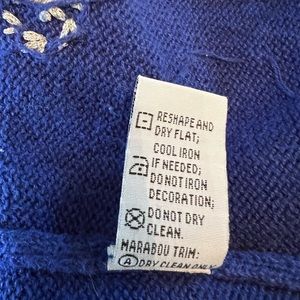 RESHAPE AND
DRY FLAT;
COOL IRON
IF NEEDED;
DO NOT IRON
DECORATION;
DO NOT DRY
CLEAN.
MARABOU TRIM:
A DRY CLEAN ONLY